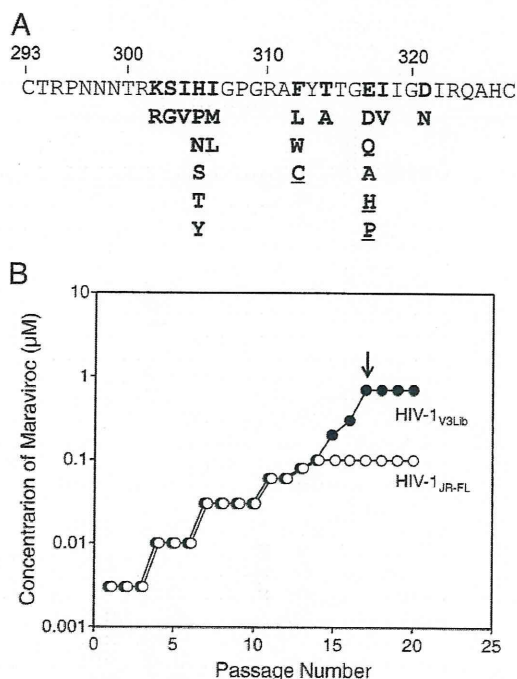 A
293 300 310 320
CTRPNNNTRKSIHIGPGRAFYTTGEIIGDIRQAHC
RGVPM L A DV N
NL W Q
S C A
T H
Y P
B
Concentrarion of Maraviroc (µM)
10
1
0.1
0.01
0.001
HIV-1V3Lib
HIV-1JR-FL
0 5 10 15 20 25
Passage Number